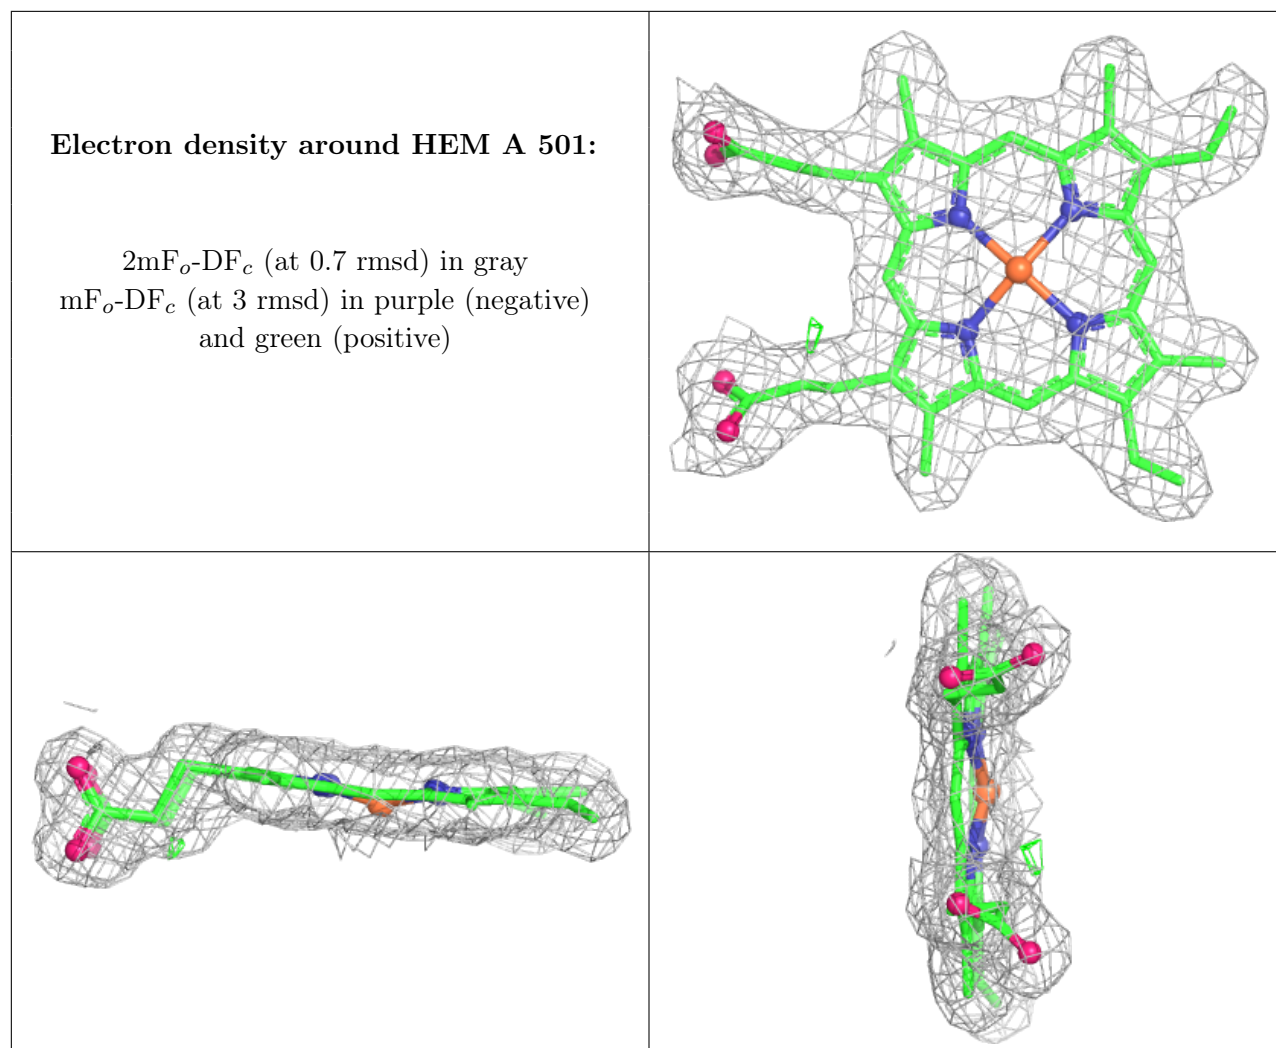 Electron density around HEM A 501:
2mFo-DFc (at 0.7 rmsd) in gray
mFo-DFc (at 3 rmsd) in purple (negative)
and green (positive)